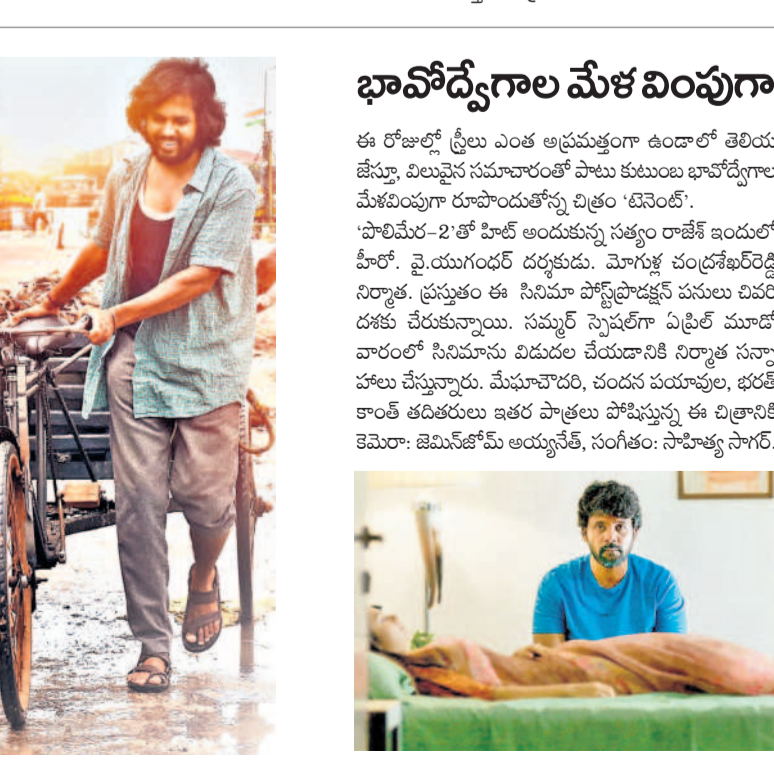 భావోద్వేగాల మేళవింపుగా
ఈ రోజుల్లో స్త్రీలు ఎంత అప్రమత్తంగా ఉండాలో తెలియ
జేస్తూ, విలువైన సమాచారంతో పాటు కుటుంబ భావోద్వేగాల
మేళవింపుగా రూపొందుతోన్న చిత్రం ‘టెనెంట్’.
‘పొలిమేర-2’తో హిట్ అందుకున్న సత్యం రాజేశ్ ఇందులో
హీరో. వై.యుగంధర్ దర్శకుడు. మోగుళ్ల చంద్రశేఖర్‌రెడ్డి
నిర్మాత. ప్రస్తుతం ఈ సినిమా పోస్ట్‌ప్రొడక్షన్ పనులు చివరి
దశకు చేరుకున్నాయి. సమ్మర్ స్పెషల్‌గా ఏప్రిల్ మూడో
వారంలో సినిమాను విడుదల చేయడానికి నిర్మాత సన్నా
హాలు చేస్తున్నారు. మేఘాచౌదరి, చందన పయావుల, భరత్
కాంత్ తదితరులు ఇతర పాత్రలు పోషిస్తున్న ఈ చిత్రానికి
కెమెరా: జెమిన్‌జోమ్ అయ్యనేత్, సంగీతం: సాహిత్య సాగర్.